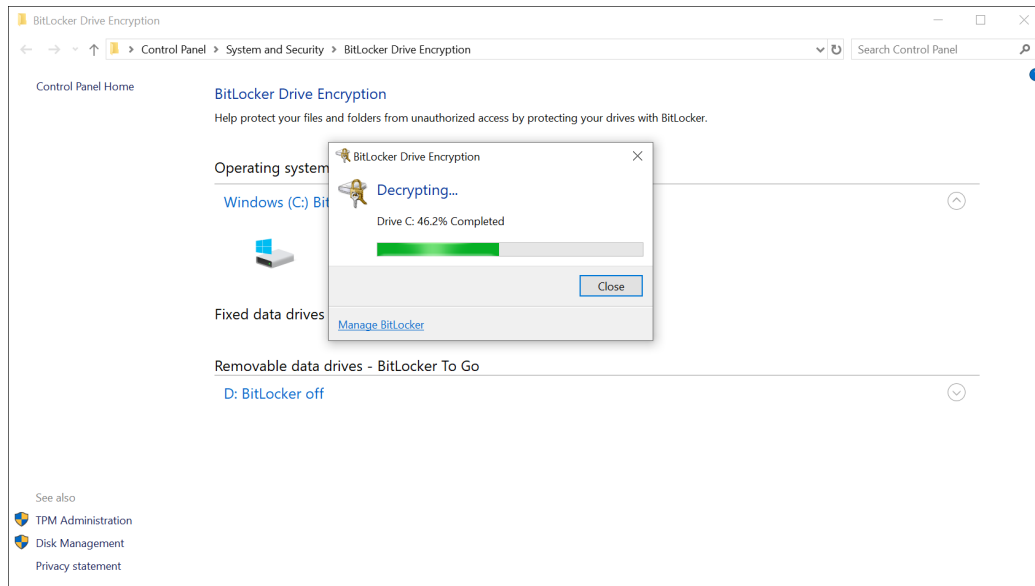 BitLocker Drive Encryption
Control Panel > System and Security > BitLocker Drive Encryption
Search Control Panel
Control Panel Home
BitLocker Drive Encryption
Help protect your files and folders from unauthorized access by protecting your drives with BitLocker.
Operating system
Windows (C:) Bit
BitLocker Drive Encryption
Decrypting...
Drive C: 46.2% Completed
Close
Manage BitLocker
Fixed data drives
Removable data drives - BitLocker To Go
D: BitLocker off
See also
TPM Administration
Disk Management
Privacy statement